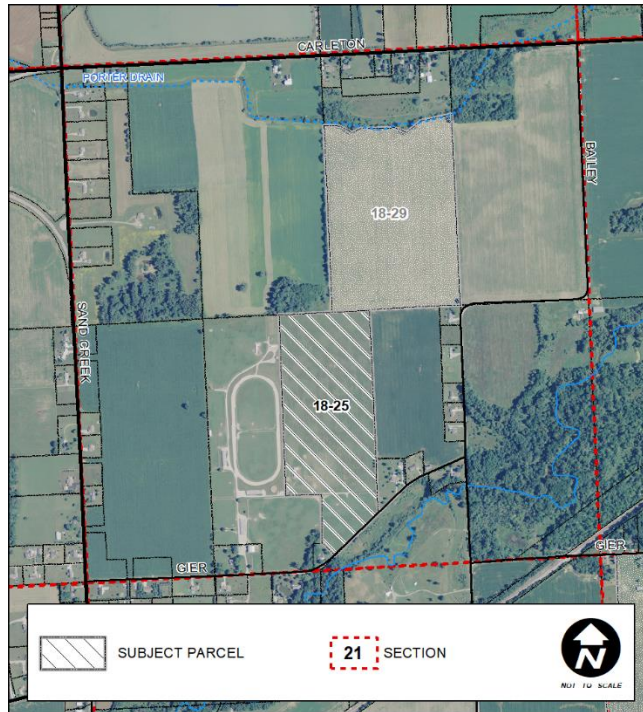 CARLETON
PORTER DRAIN
BAILEY
18-29
SAND CREEK
18-25
GIER
GIER
SUBJECT PARCEL
21 SECTION
N
NOT TO SCALE